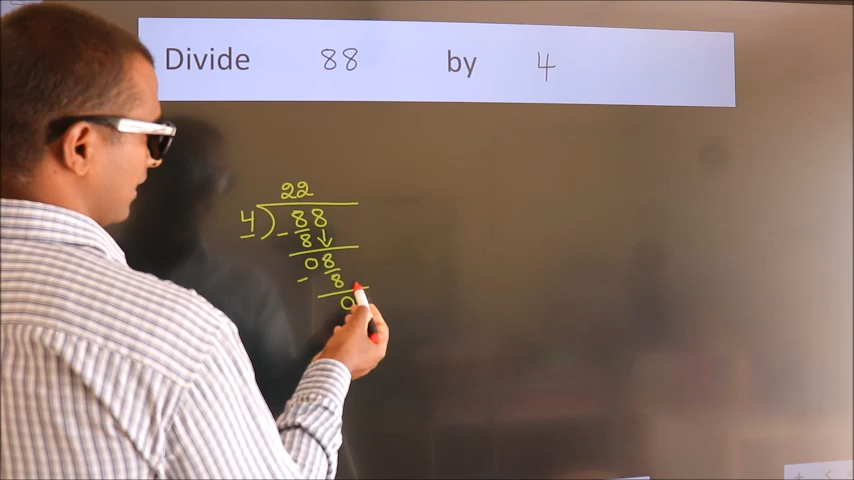 Divide 88 by 4
22
4 ) 88
- 8 ↓
08
- 8
0